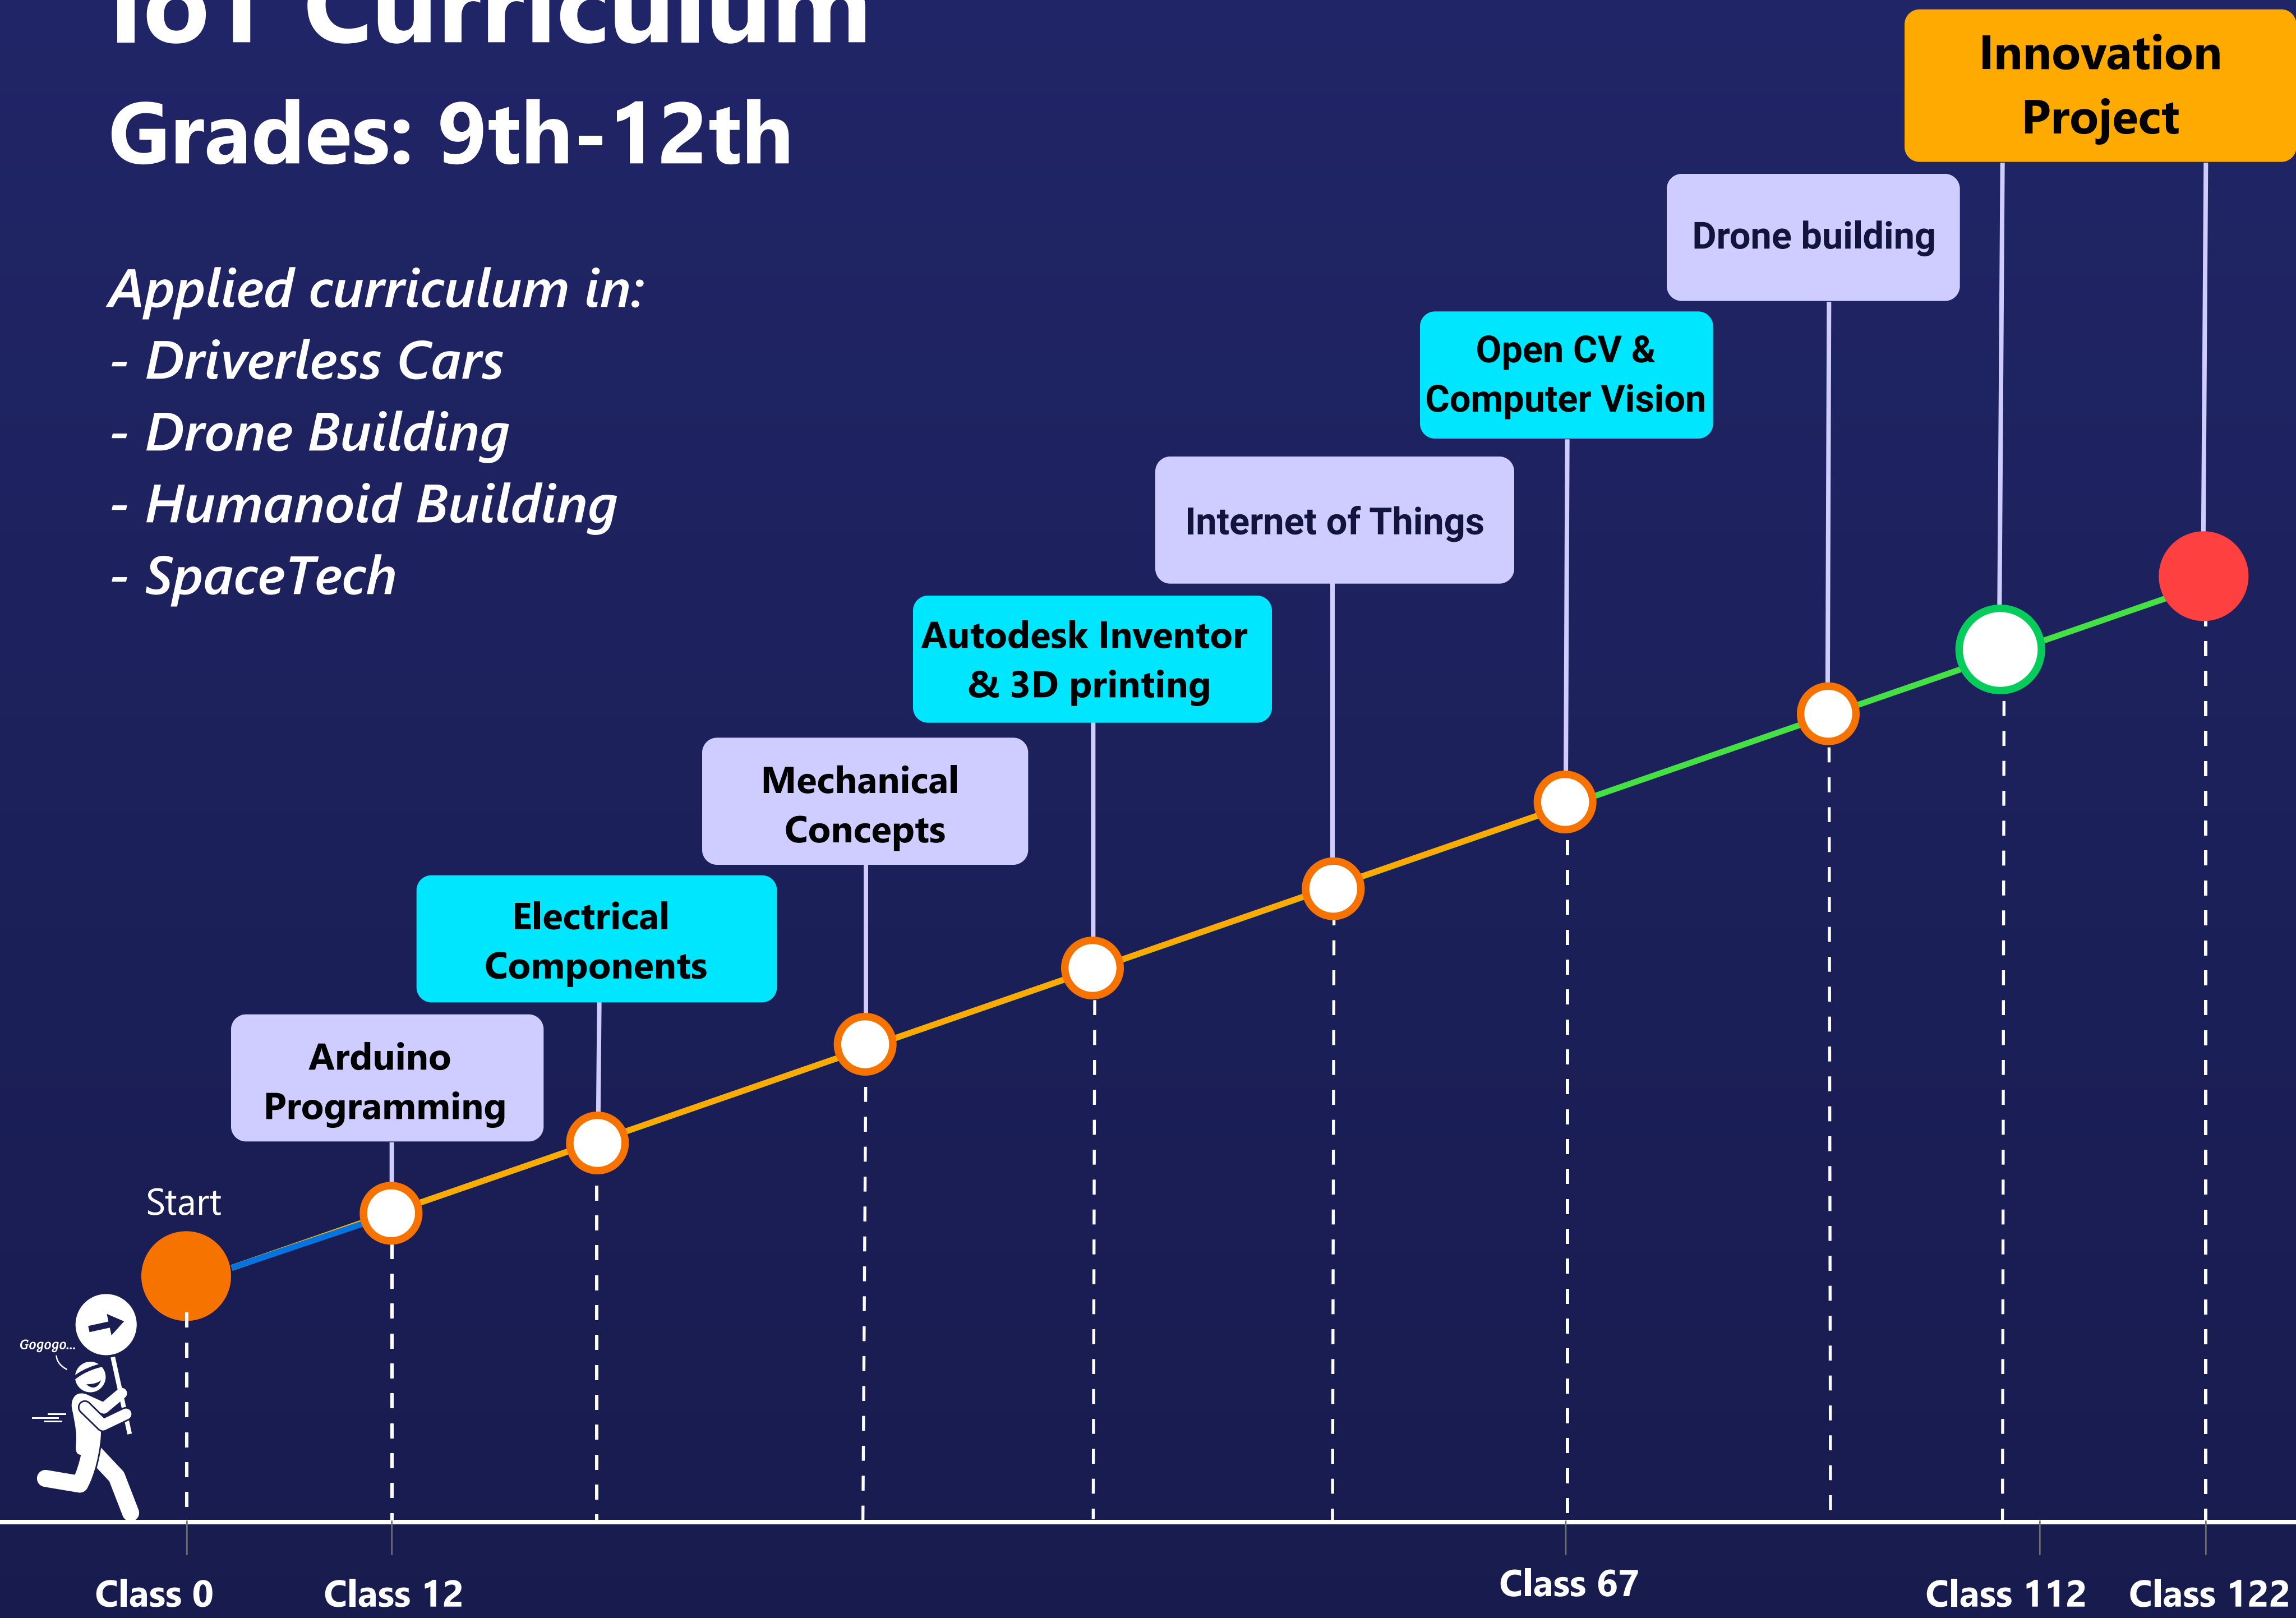 IoT Curriculum
Grades: 9th-12th
Applied curriculum in:
- Driverless Cars
- Drone Building
- Humanoid Building
- SpaceTech
Innovation
Project
Drone building
Open CV &
Computer Vision
Internet of Things
Autodesk Inventor
& 3D printing
Mechanical
Concepts
Electrical
Components
Arduino
Programming
Start
Gogogo...
Class 0
Class 12
Class 67
Class 112
Class 122